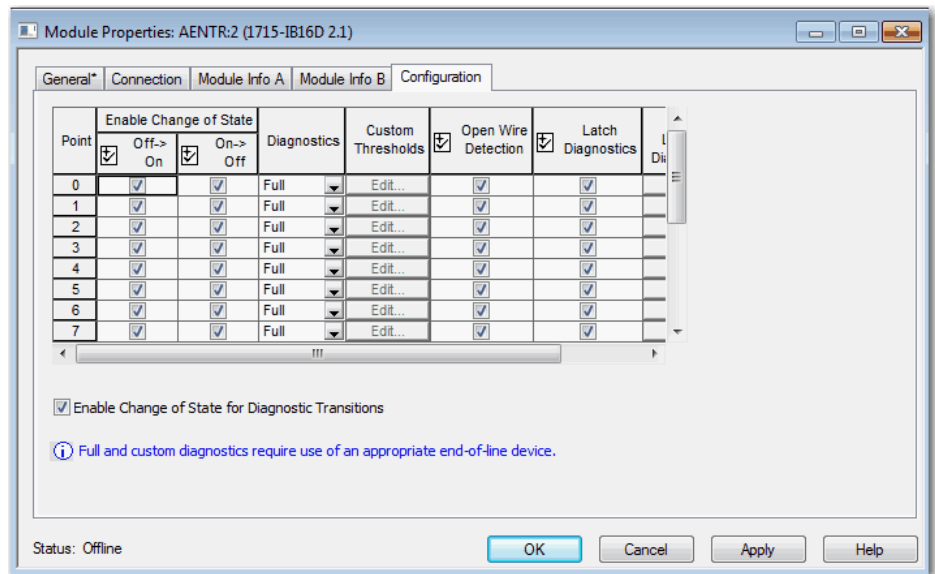 Module Properties: AENTR:2 (1715-IB16D 2.1)
General* Connection Module Info A Module Info B Configuration
Enable Change of State
Point Off-> On On-> Off Diagnostics Custom Thresholds Open Wire Detection Latch Diagnostics
0 Full Edit...
1 Full Edit...
2 Full Edit...
3 Full Edit...
4 Full Edit...
5 Full Edit...
6 Full Edit...
7 Full Edit...
Enable Change of State for Diagnostic Transitions
Full and custom diagnostics require use of an appropriate end-of-line device.
Status: Offline OK Cancel Apply Help